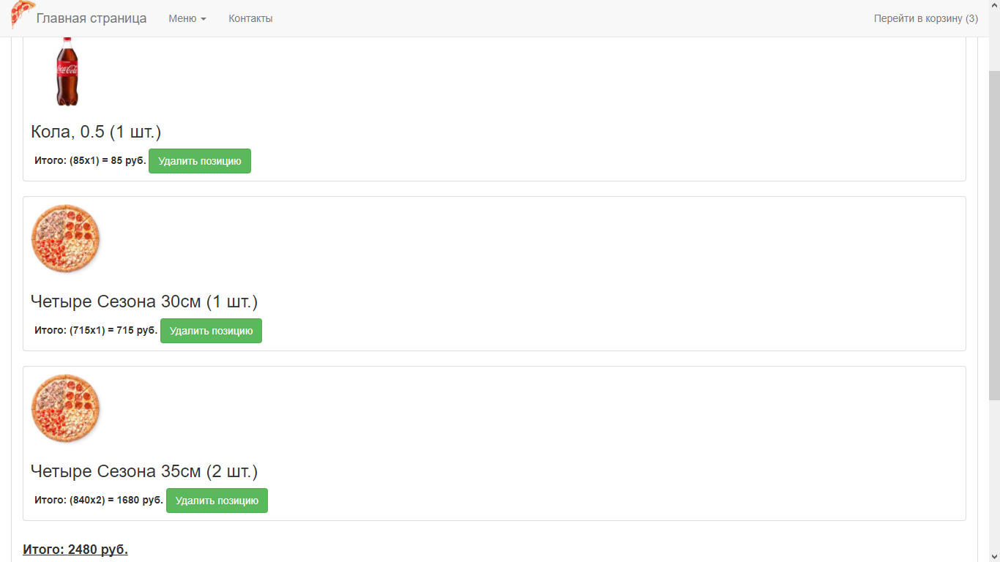 Главная страница Меню Контакты Перейти в корзину (3)
Coca-Cola
Кола, 0.5 (1 шт.)
Итого: (85x1) = 85 руб. Удалить позицию
Четыре Сезона 30см (1 шт.)
Итого: (715x1) = 715 руб. Удалить позицию
Четыре Сезона 35см (2 шт.)
Итого: (840x2) = 1680 руб. Удалить позицию
Итого: 2480 руб.